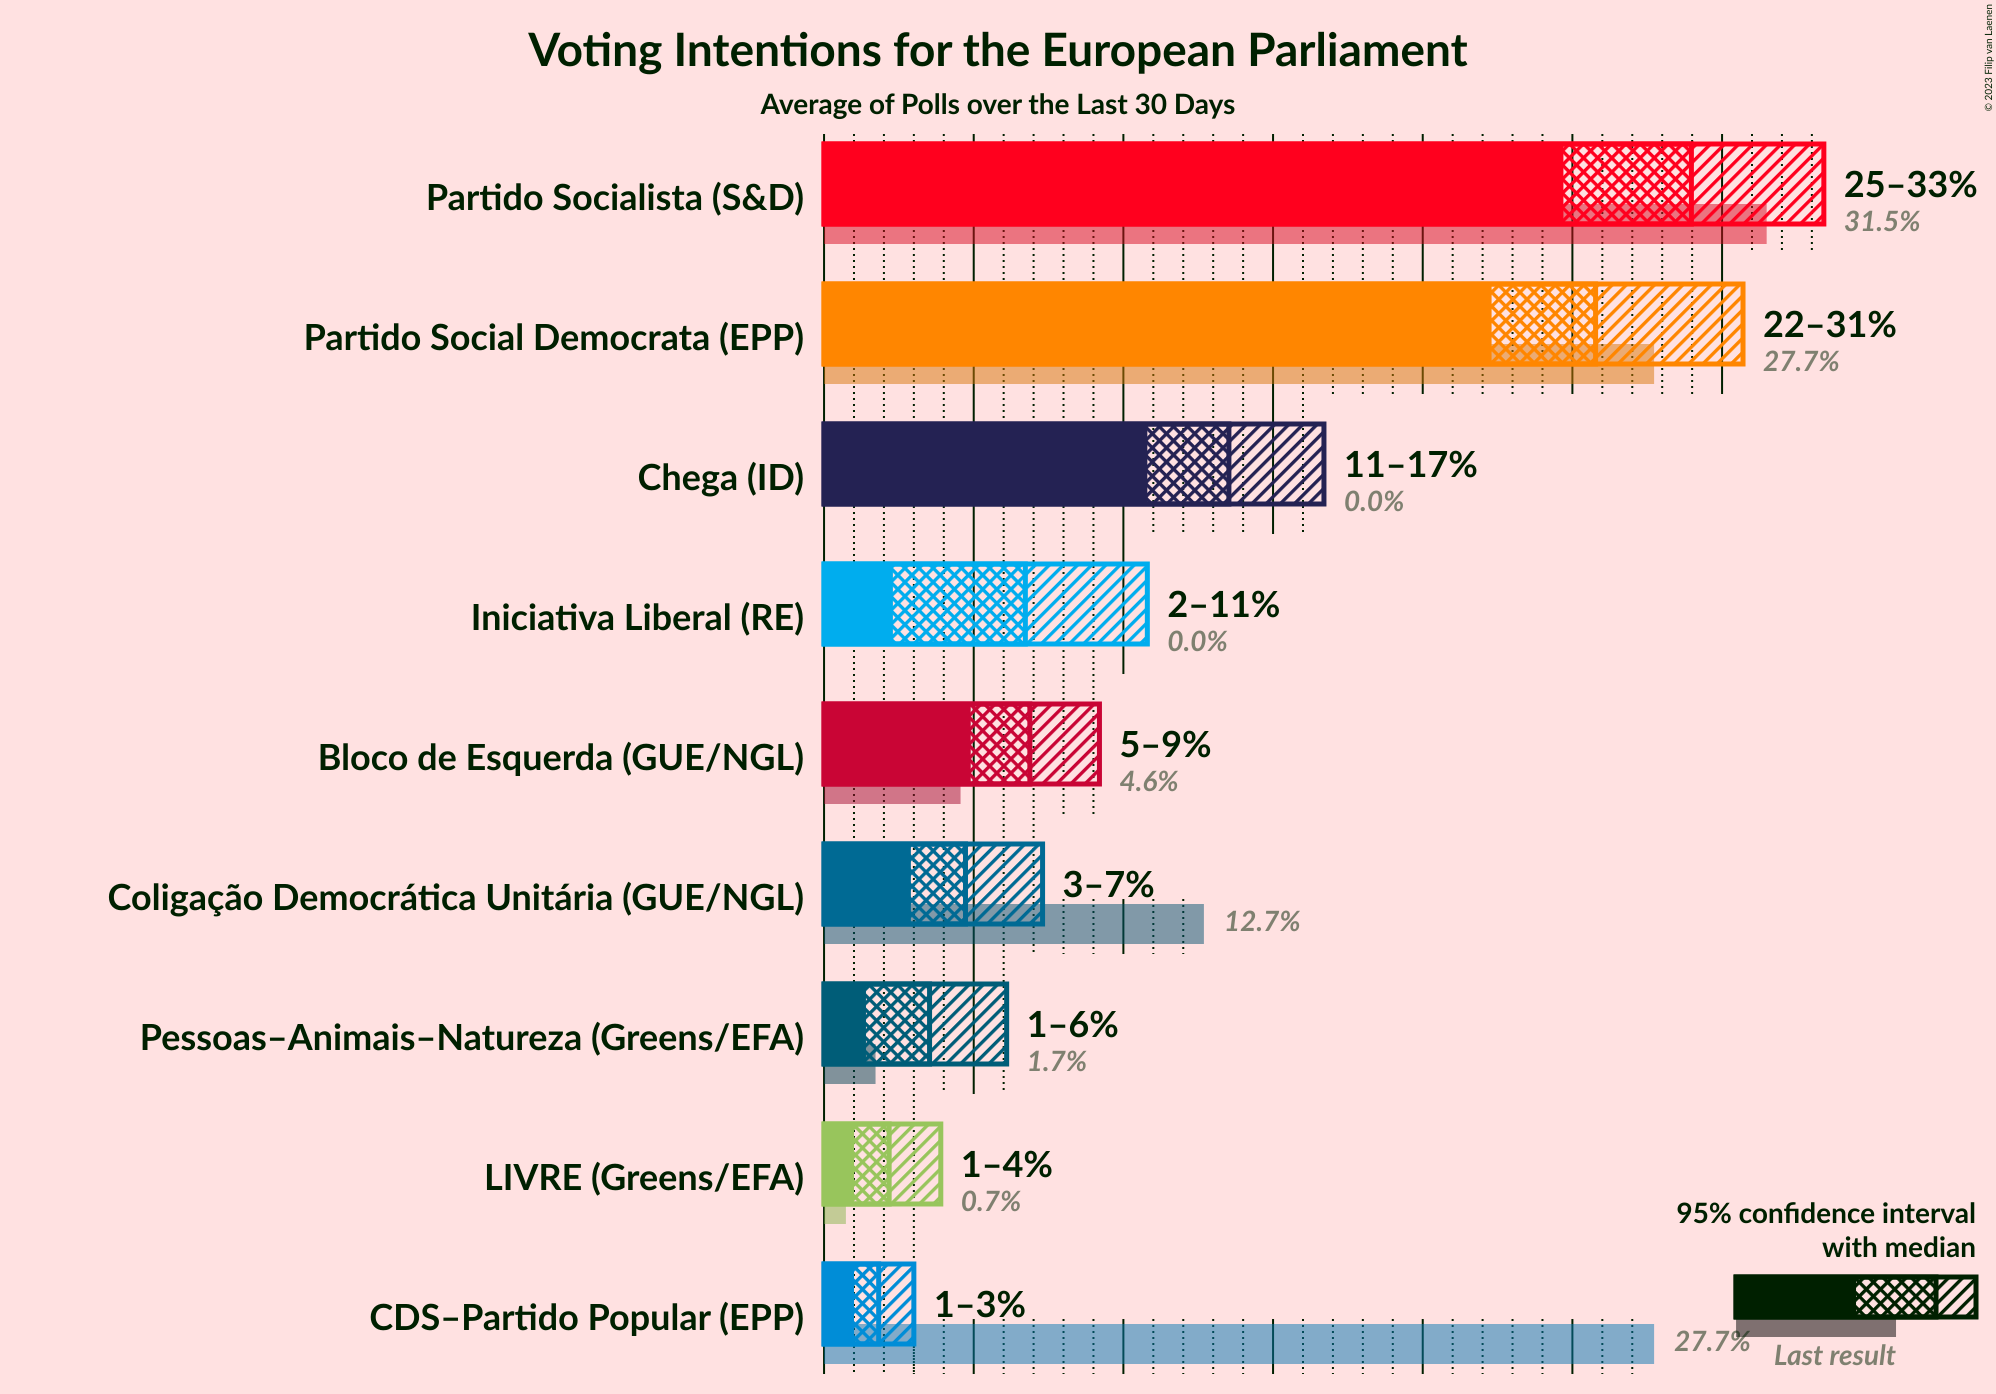 © 2023 Filip van Laenen
Voting Intentions for the European Parliament
Average of Polls over the Last 30 Days
Partido Socialista (S&D)
25–33%
31.5%
Partido Social Democrata (EPP)
22–31%
27.7%
Chega (ID)
11–17%
0.0%
Iniciativa Liberal (RE)
2–11%
0.0%
Bloco de Esquerda (GUE/NGL)
5–9%
4.6%
Coligação Democrática Unitária (GUE/NGL)
3–7%
12.7%
Pessoas–Animais–Natureza (Greens/EFA)
1–6%
1.7%
LIVRE (Greens/EFA)
1–4%
0.7%
CDS–Partido Popular (EPP)
1–3%
27.7%
95% confidence interval
with median
Last result